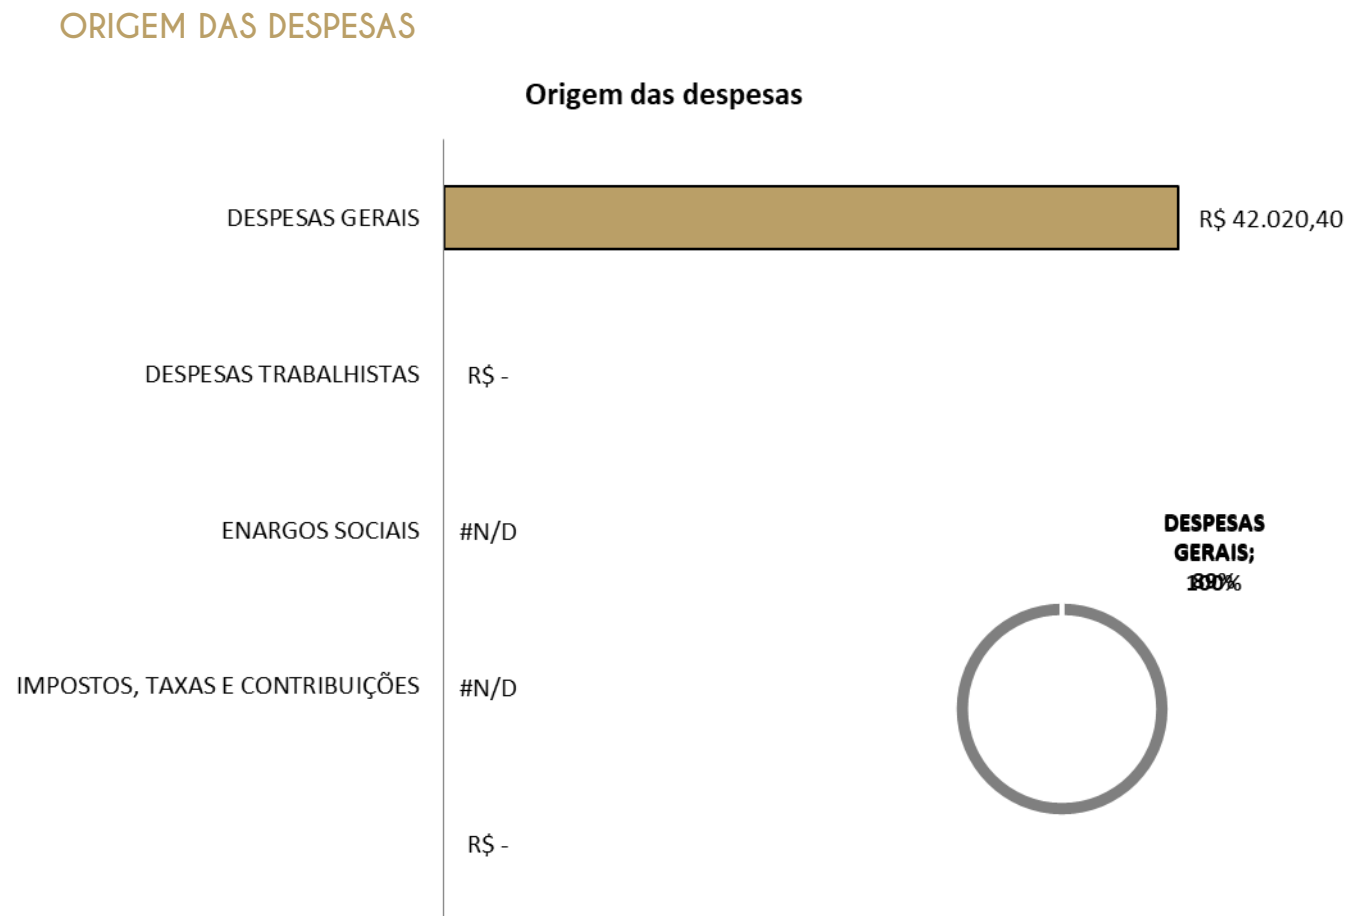 ORIGEM DAS DESPESAS
Origem das despesas
DESPESAS GERAIS
R$ 42.020,40
DESPESAS TRABALHISTAS
R$ -
ENARGOS SOCIAIS
#N/D
DESPESAS
GERAIS;
IMPOSTOS, TAXAS E CONTRIBUIÇÕES
#N/D
R$ -